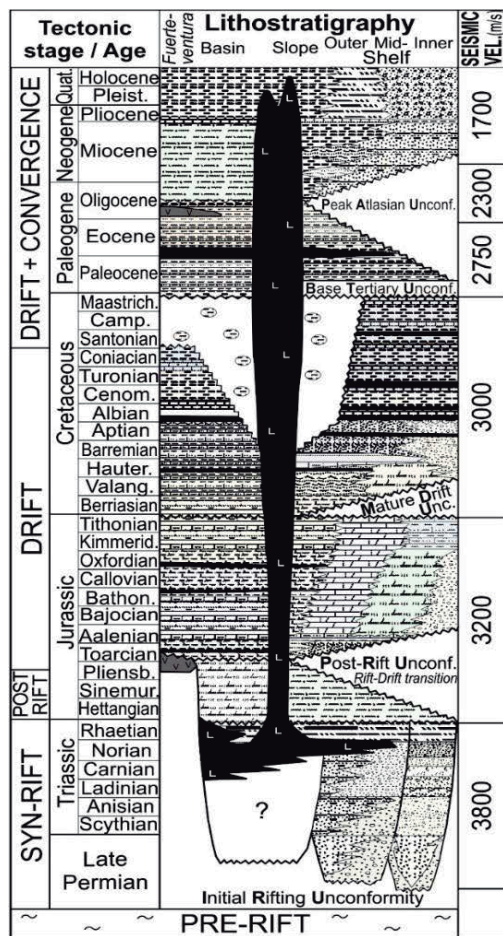 Tectonic
stage / Age
Fuerte-
ventura
Lithostratigraphy
Basin
Slope
Outer Mid- Inner
Shelf
SEISMIC
VEL.(m/s)
DRIFT + CONVERGENCE
DRIFT
POST
RIFT
SYN-RIFT
Quat.
Neogene
Paleogene
Cretaceous
Jurassic
Triassic
Holocene
Pleist.
Pliocene
Miocene
Oligocene
Eocene
Paleocene
Maastrich.
Camp.
Santonian
Coniacian
Turonian
Cenom.
Albian
Aptian
Barremian
Hauter.
Valang.
Berriasian
Tithonian
Kimmerid.
Oxfordian
Callovian
Bathon.
Bajocian
Aalenian
Toarcian
Pliensb.
Sinemur.
Hettangian
Rhaetian
Norian
Carnian
Ladinian
Anisian
Scythian
Late
Permian
Peak Atlasian Unconf.
Base Tertiary Unconf.
Mature Drift
Unc.
Post-Rift Unconf.
Rift-Drift transition
?
Initial Rifting Unconformity
PRE-RIFT
1700
2300
2750
3000
3200
3800